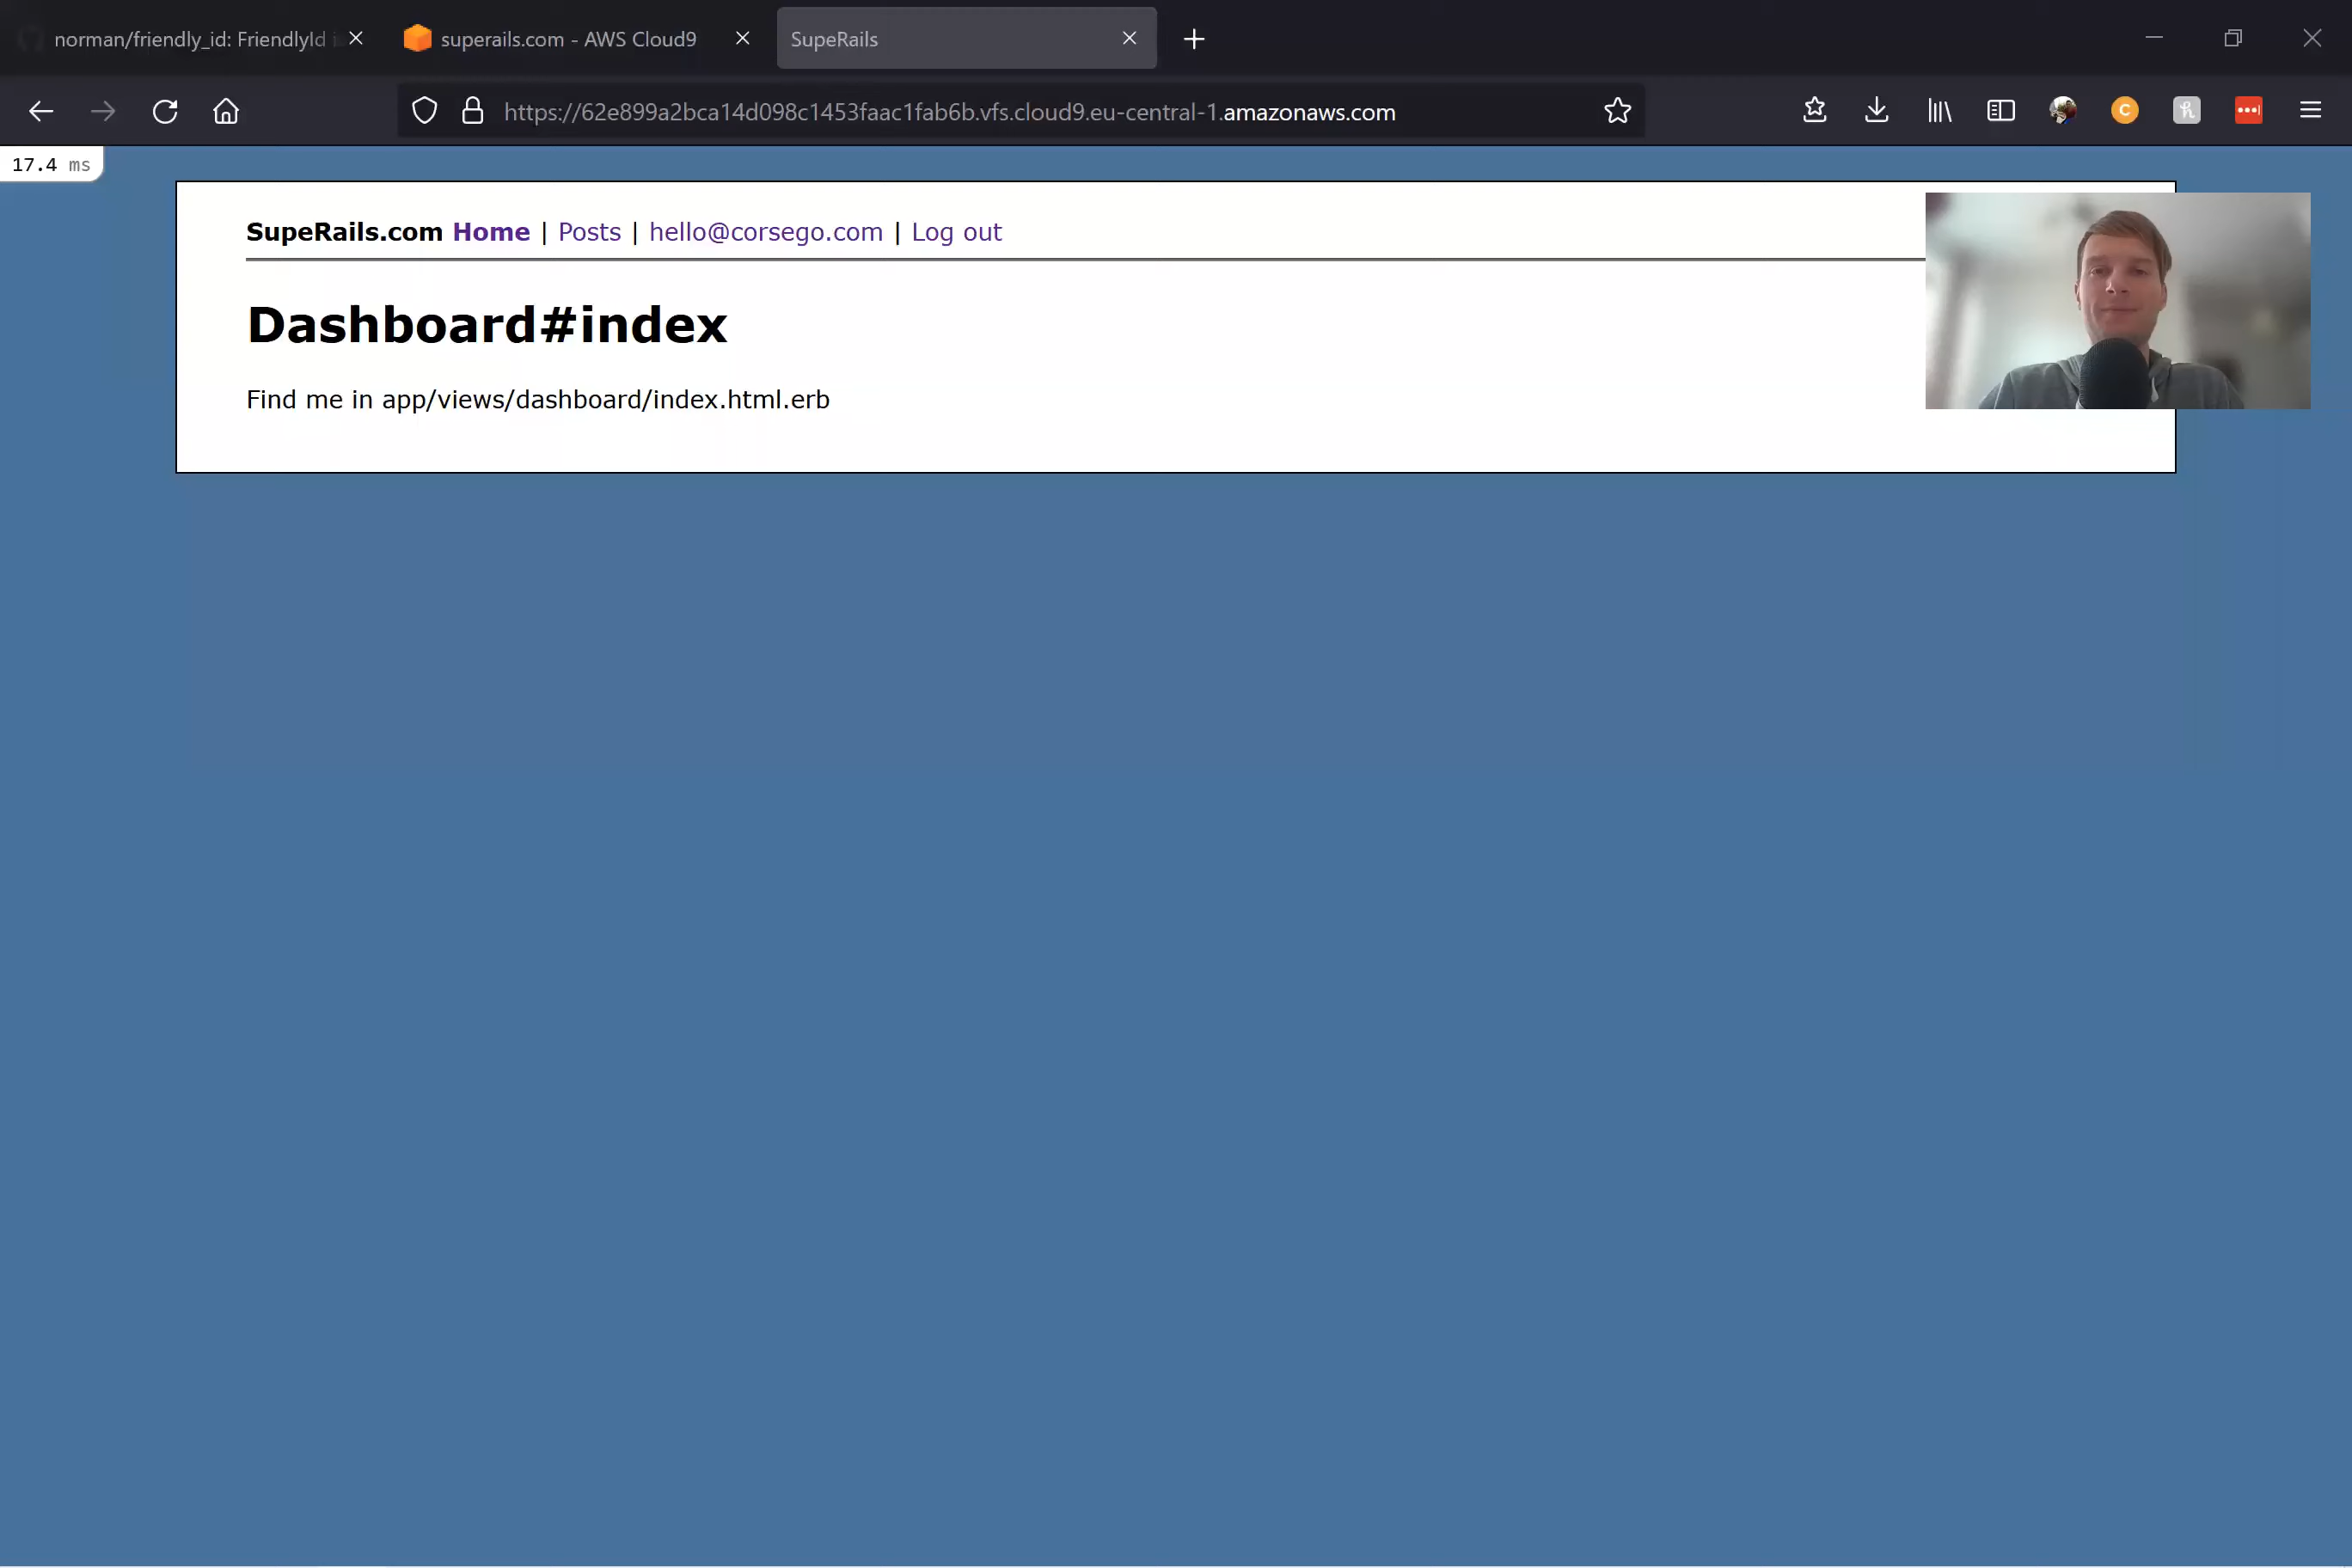 norman/friendly_id: FriendlyId
superails.com - AWS Cloud9
SupeRails
https://62e899a2bca14d098c1453faac1fab6b.vfs.cloud9.eu-central-1.amazonaws.com
C
17.4 ms
SupeRails.com Home | Posts | hello@corsego.com | Log out
Dashboard#index
Find me in app/views/dashboard/index.html.erb